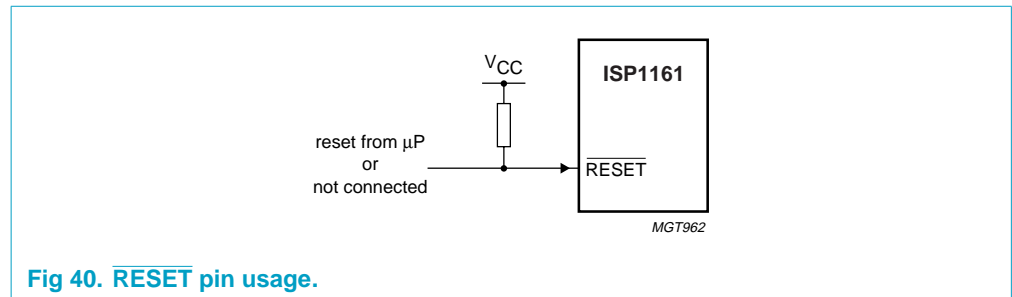 VCC
ISP1161
reset from μP
or
not connected
RESET
MGT962
Fig 40. RESET pin usage.